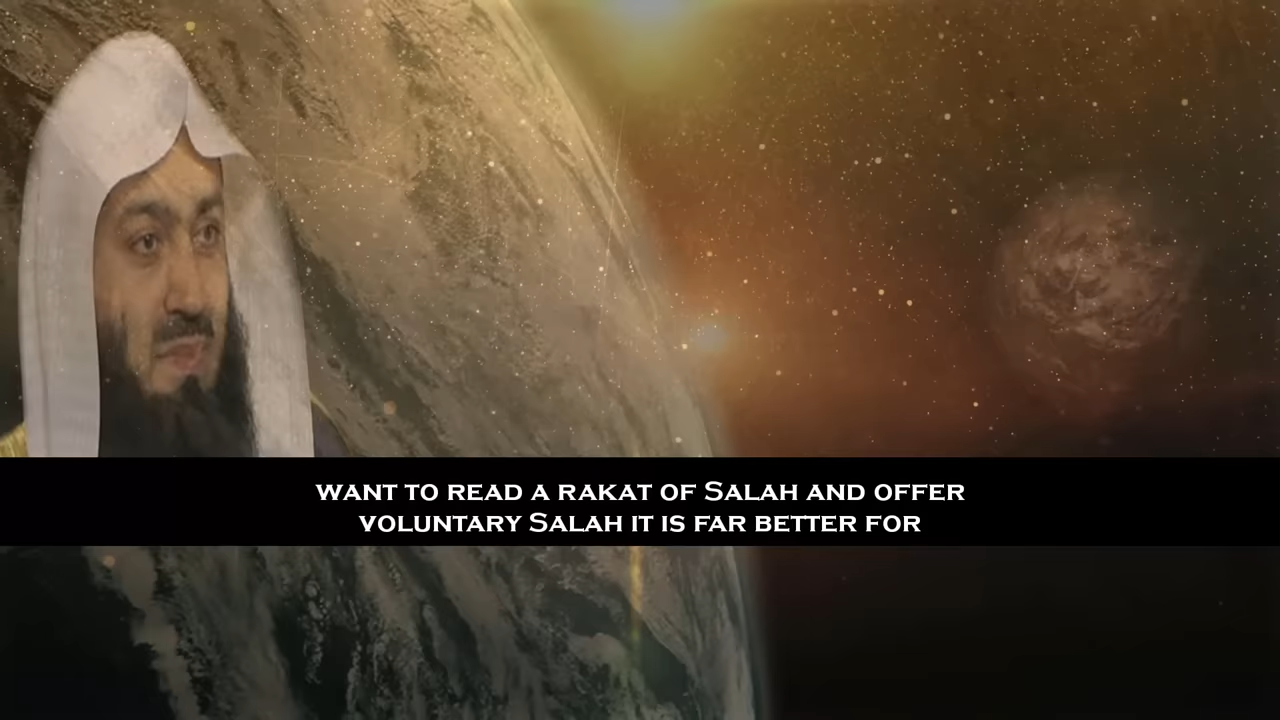 WANT TO READ A RAKAT OF SALAH AND OFFER
VOLUNTARY SALAH IT IS FAR BETTER FOR